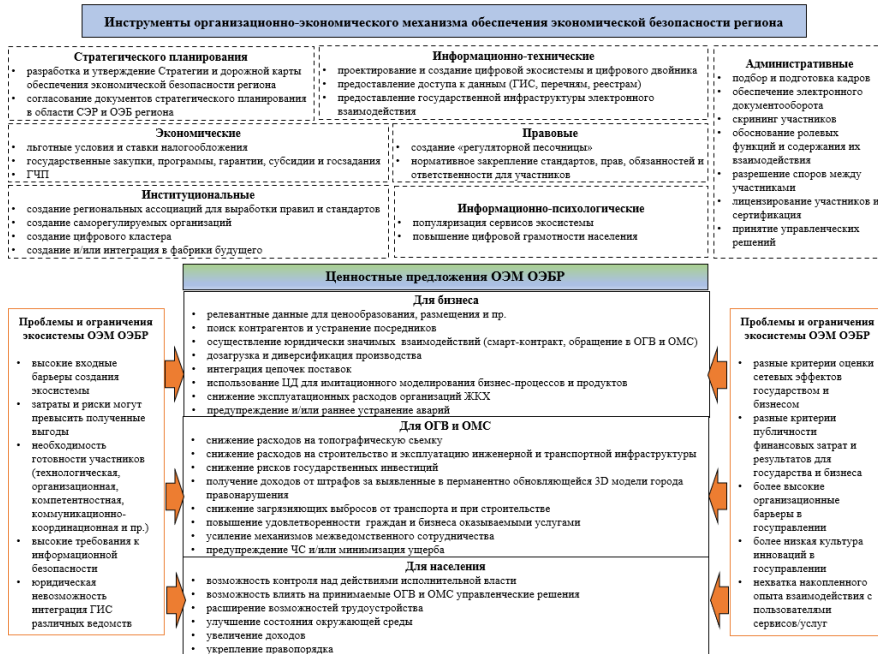 Инструменты организационно-экономического механизма обеспечения экономической безопасности региона
Стратегического планирования
• разработка и утверждение Стратегии и дорожной карты
обеспечения экономической безопасности региона
• согласование документов стратегического планирования
в области СЭР и ОЭБ региона
Информационно-технические
• проектирование и создание цифровой экосистемы и цифрового двойника
• предоставление доступа к данным (ГИС, перечням, реестрам)
• предоставление государственной инфраструктуры электронного
взаимодействия
Административные
• подбор и подготовка кадров
• обеспечение электронного
документооборота
• скрининг участников
• обоснование ролевых
функций и содержания их
взаимодействия
• разрешение споров между
участниками
• лицензирование участников и
сертификация
• принятие управленческих
решений
Экономические
• льготные условия и ставки налогообложения
• государственные закупки, программы, гарантии, субсидии и госзадания
• ГЧП
Правовые
• создание «регуляторной песочницы»
• нормативное закрепление стандартов, прав, обязанностей и
ответственности для участников
Институциональные
• создание региональных ассоциаций для выработки правил и стандартов
• создание саморегулируемых организаций
• создание цифрового кластера
• создание и/или интеграция в фабрики будущего
Информационно-психологические
• популяризация сервисов экосистемы
• повышение цифровой грамотности населения
Ценностные предложения ОЭМ ОЭБР
Проблемы и ограничения
экосистемы ОЭМ ОЭБР
• высокие входные
барьеры создания
экосистемы
• затраты и риски могут
превысить полученные
выгоды
• необходимость
готовности участников
(технологическая,
организационная,
компетентностная,
коммуникационно-
координационная и пр.)
• высокие требования к
информационной
безопасности
• юридическая
невозможность
интеграция ГИС
различных ведомств
Для бизнеса
• релевантные данные для ценообразования, размещения и пр.
• поиск контрагентов и устранение посредников
• осуществление юридически значимых взаимодействий (смарт-контракт, обращение в ОГВ и ОМС)
• дозагрузка и диверсификация производства
• интеграция цепочек поставок
• использование ЦД для имитационного моделирования бизнес-процессов и продуктов
• снижение эксплуатационных расходов организаций ЖКХ
• предупреждение и/или раннее устранение аварий
Для ОГВ и ОМС
• снижение расходов на топографическую съемку
• снижение расходов на строительство и эксплуатацию инженерной и транспортной инфраструктуры
• снижение рисков государственных инвестиций
• получение доходов от штрафов за выявленные в перманентно обновляющейся 3D модели города
правонарушения
• снижение загрязняющих выбросов от транспорта и при строительстве
• повышение удовлетворенности граждан и бизнеса оказываемыми услугами
• усиление механизмов межведомственного сотрудничества
• предупреждение ЧС и/или минимизация ущерба
Для населения
• возможность контроля над действиями исполнительной власти
• возможность влиять на принимаемые ОГВ и ОМС управленческие решения
• расширение возможностей трудоустройства
• улучшение состояния окружающей среды
• увеличение доходов
• укрепление правопорядка
Проблемы и ограничения
экосистемы ОЭМ ОЭБР
• разные критерии оценки
сетевых эффектов
государством и
бизнесом
• разные критерии
публичности
финансовых затрат и
результатов для
государства и бизнеса
• более высокие
организационные
барьеры в
госуправлении
• более низкая культура
инноваций в
госуправлении
• нехватка накопленного
опыта взаимодействия с
пользователями
сервисов/услуг